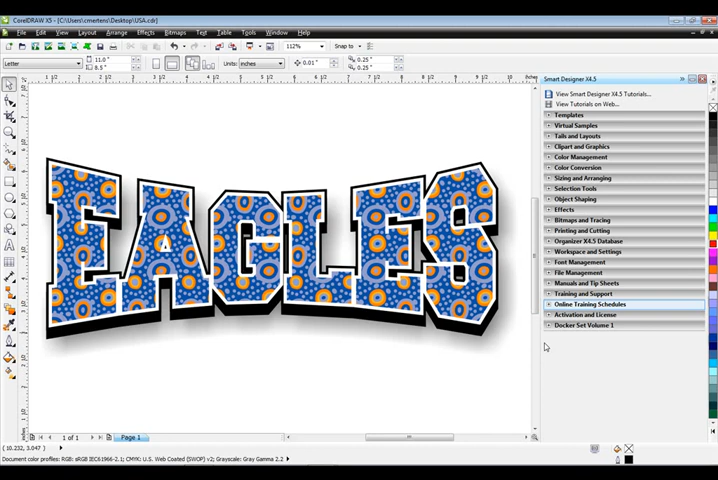 CorelDRAW X5 - [C:\Users\cmertens\Desktop\USA.cdr]
File Edit View Layout Arrange Effects Bitmaps Text Table Tools Window Help
112% Snap to
Letter 11.0" 8.5" Units: inches 0.01" 0.25" 0.25"
Smart Designer X4.5
View Smart Designer X4.5 Tutorials...
View Tutorials on Web...
Templates
Virtual Samples
Tails and Layouts
Clipart and Graphics
Color Management
Color Conversion
Sizing and Arranging
Selection Tools
Object Shaping
Effects
Bitmaps and Tracing
Printing and Cutting
Organizer X4.5 Database
Workspace and Settings
Font Management
File Management
Manuals and Tip Sheets
Training and Support
Online Training Schedules
Activation and License
Docker Set Volume 1
EAGLES
1 of 1 Page 1
(10.232, 3.047)
Document color profiles: RGB: sRGB IEC61966-2.1; CMYK: U.S. Web Coated (SWOP) v2; Grayscale: Gray Gamma 2.2